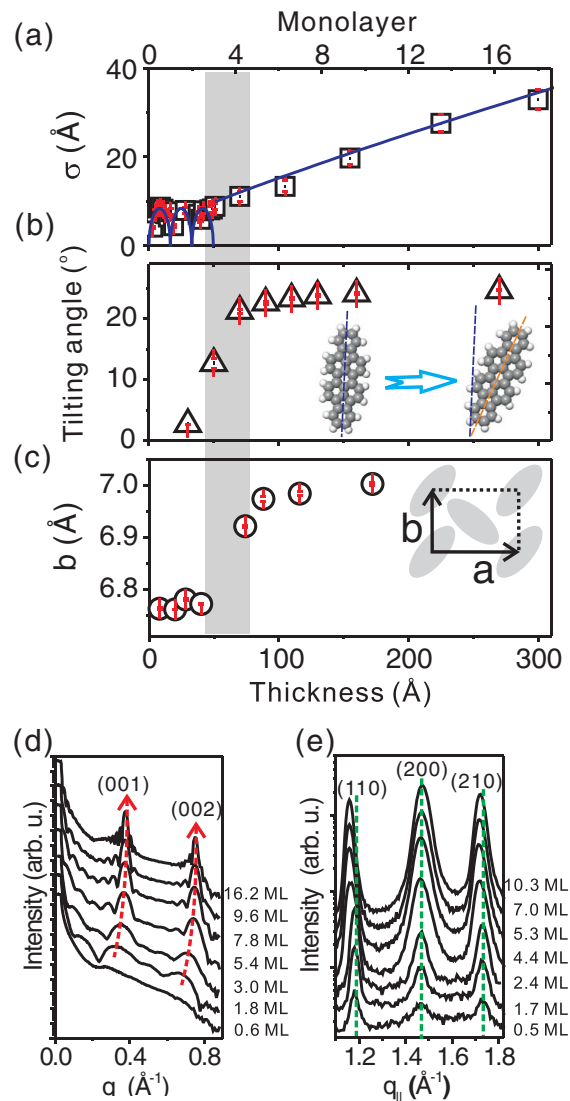 (a)
Monolayer
0 4 8 12 16
40
20
0
σ (Å)
(b)
20
10
0
Tilting angle (°)
(c)
7.0
6.9
6.8
b (Å)
b
a
0 100 200 300
Thickness (Å)
(d)
(001)
(002)
16.2 ML
9.6 ML
7.8 ML
5.4 ML
3.0 ML
1.8 ML
0.6 ML
Intensity (arb. u.)
0.0 0.4 0.8
q (Å⁻¹)
(e)
(110)
(200)
(210)
10.3 ML
7.0 ML
5.3 ML
4.4 ML
2.4 ML
1.7 ML
0.5 ML
Intensity (arb. u.)
1.2 1.4 1.6 1.8
q|| (Å⁻¹)